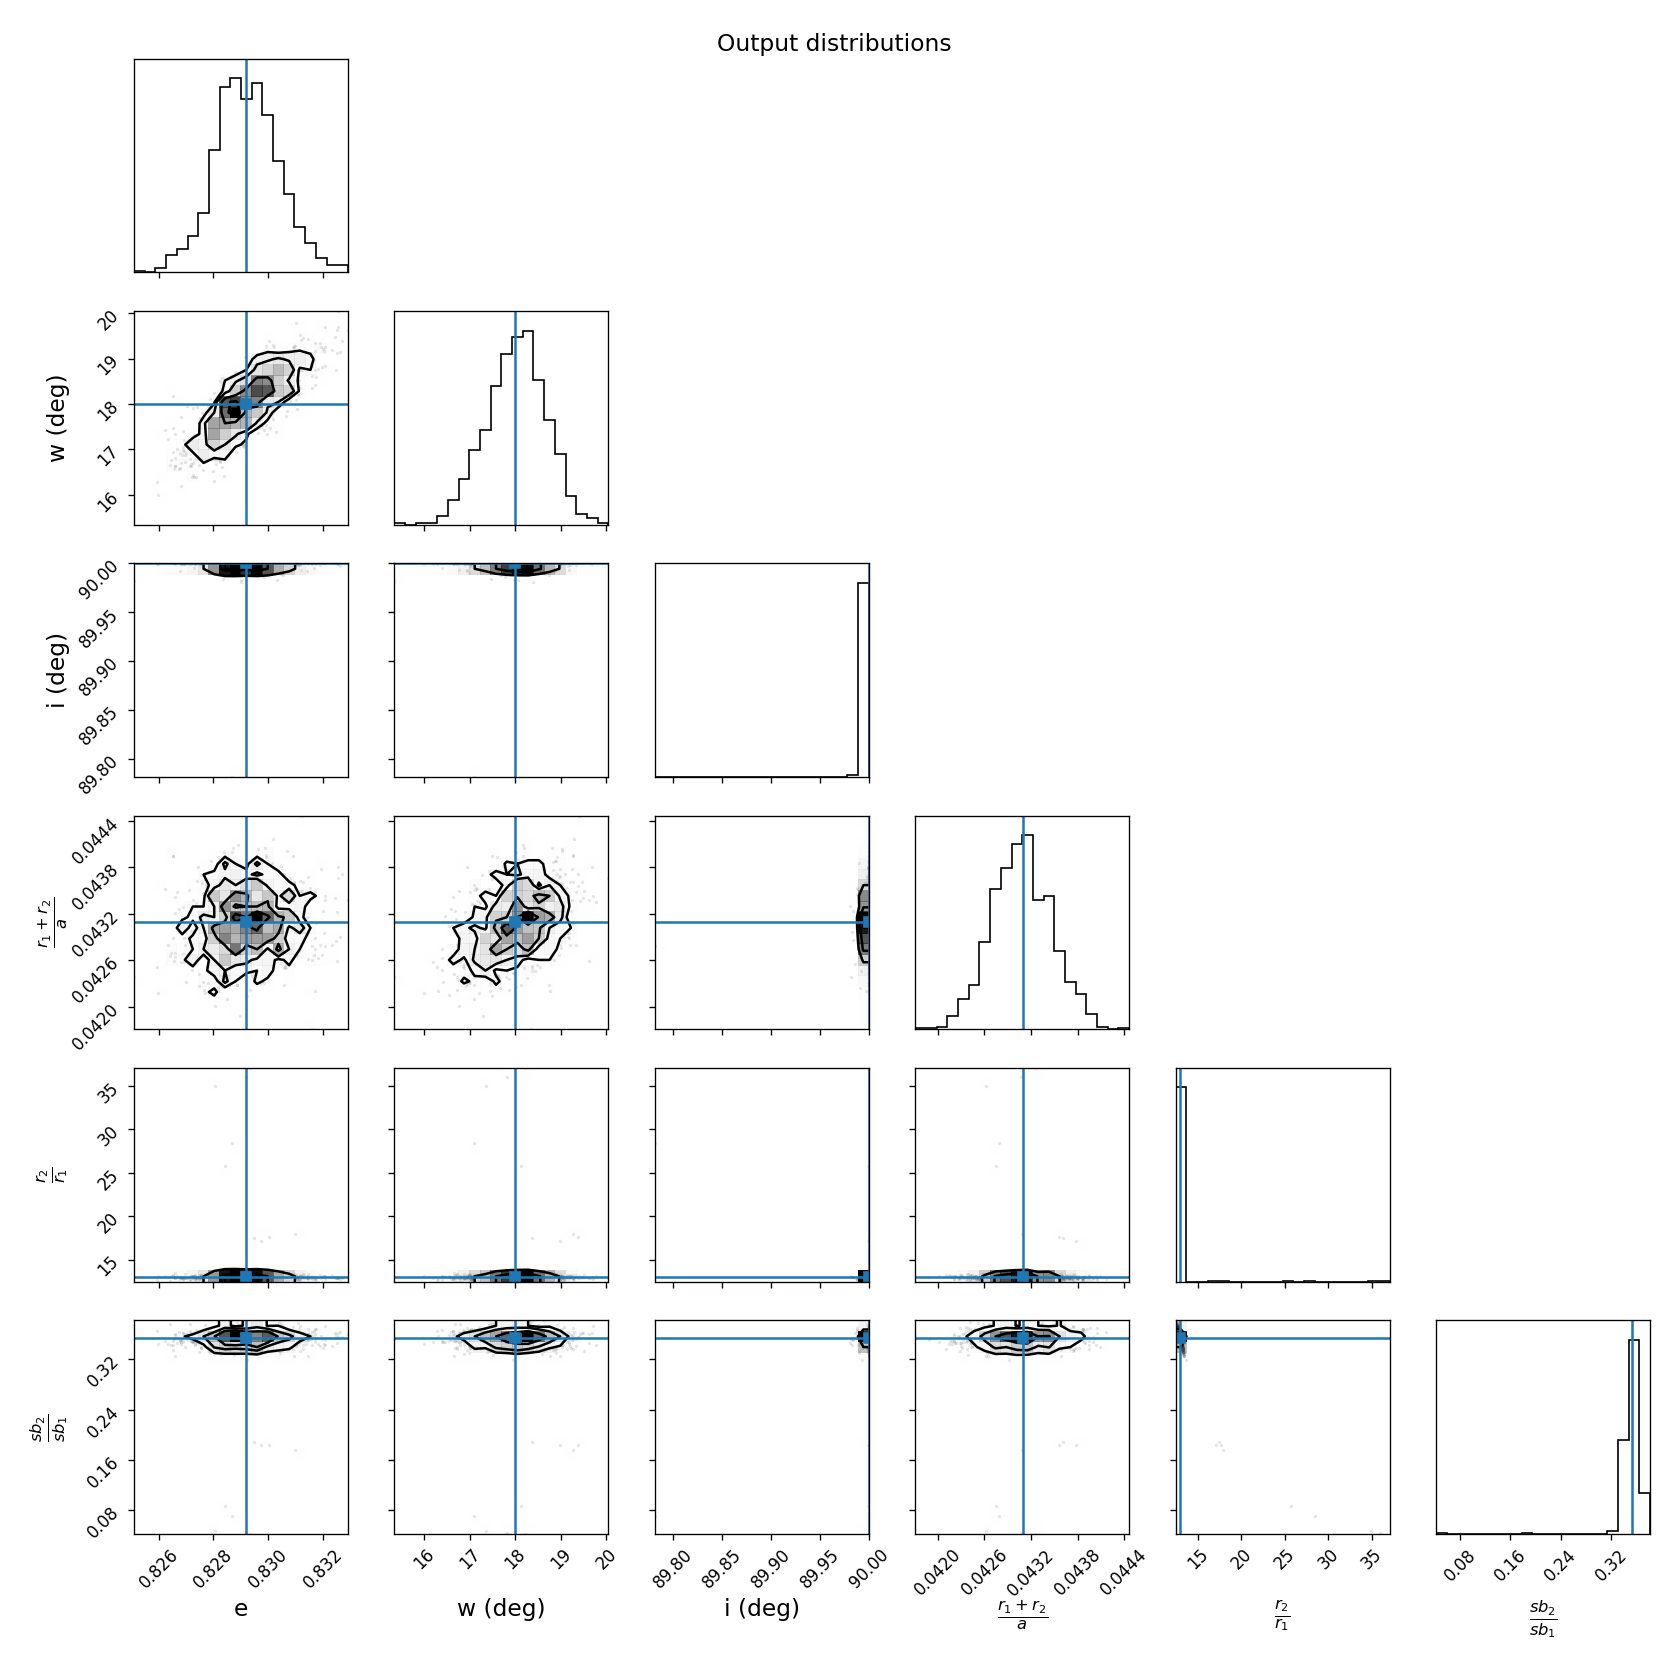 Output distributions
20
19
18
17
16
w (deg)
90.00
89.95
89.90
89.85
89.80
i (deg)
0.0444
0.0438
0.0432
0.0426
0.0420
r₁ + r₂
a
35
30
25
20
15
r₂
r₁
0.32
0.24
0.16
0.08
sb₂
sb₁
0.826 0.828 0.830 0.832 16 17 18 19 20 89.80 89.85 89.90 89.95 90.00 0.0420 0.0426 0.0432 0.0438 0.0444 15 20 25 30 35 0.08 0.16 0.24 0.32
e w (deg) i (deg) r₁ + r₂ r₂ sb₂
a r₁ sb₁